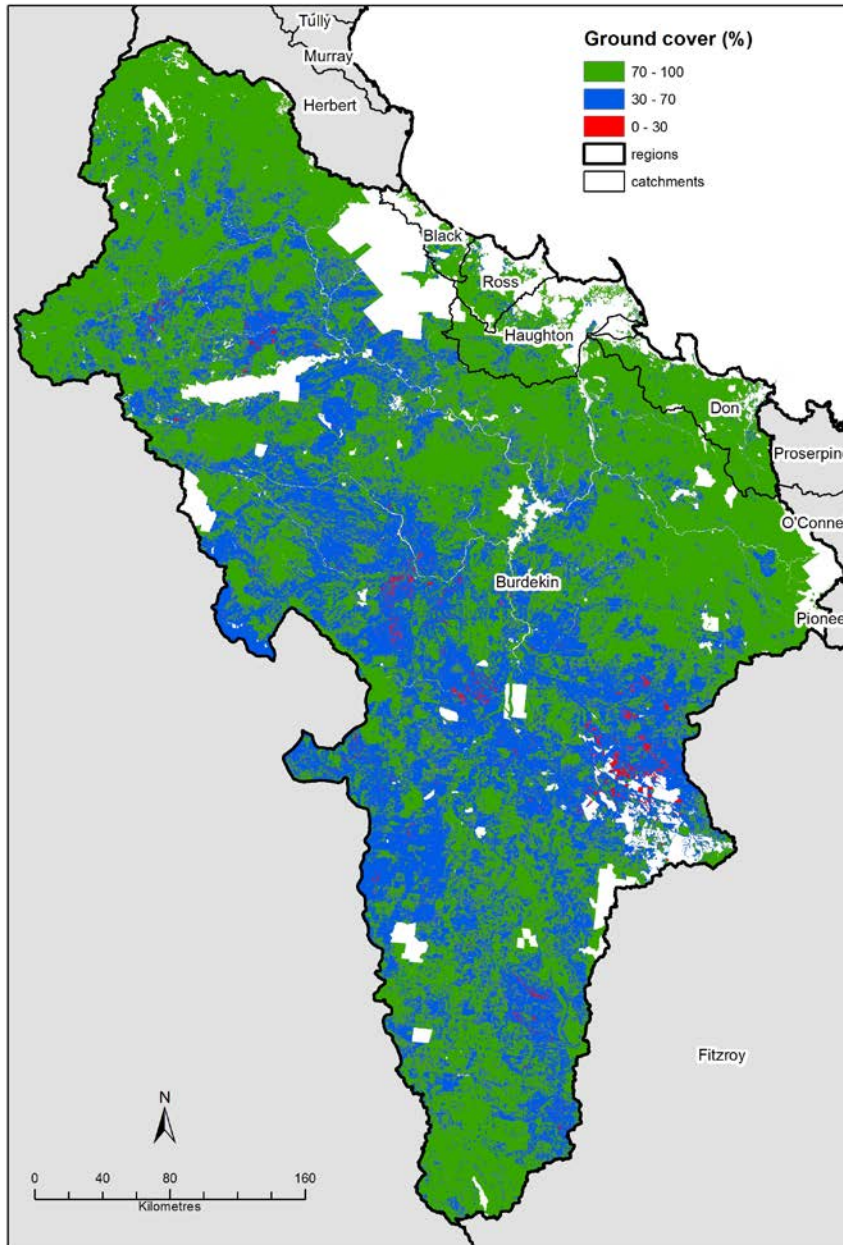 Tully
Murray
Herbert
Ground cover (%)
70 - 100
30 - 70
0 - 30
regions
catchments
Black
Ross
Haughton
Don
Proserpin
O'Conne
Burdekin
Pionee
Fitzroy
N
0 40 80 160
Kilometres